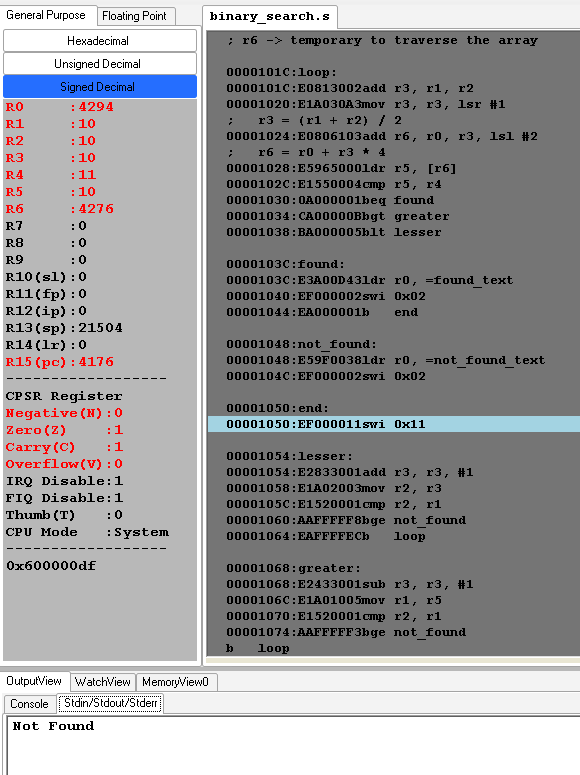 General Purpose
Floating Point
Hexadecimal
Unsigned Decimal
Signed Decimal
R0 :4294
R1 :10
R2 :10
R3 :10
R4 :11
R5 :10
R6 :4276
R7 :0
R8 :0
R9 :0
R10(sl):0
R11(fp):0
R12(ip):0
R13(sp):21504
R14(lr):0
R15(pc):4176
------------------
CPSR Register
Negative(N):0
Zero(Z) :1
Carry(C) :1
Overflow(V):0
IRQ Disable:1
FIQ Disable:1
Thumb(T) :0
CPU Mode :System
------------------
0x600000df
binary_search.s
; r6 -> temporary to traverse the array
0000101C:loop:
0000101C:E0813002add r3, r1, r2
00001020:E1A030A3mov r3, r3, lsr #1
; r3 = (r1 + r2) / 2
00001024:E0806103add r6, r0, r3, lsl #2
; r6 = r0 + r3 * 4
00001028:E5965000ldr r5, [r6]
0000102C:E1550004cmp r5, r4
00001030:0A000001beq found
00001034:CA00000Bbgt greater
00001038:BA000005blt lesser
0000103C:found:
0000103C:E3A00D43ldr r0, =found_text
00001040:EF000002swi 0x02
00001044:EA000001b end
00001048:not_found:
00001048:E59F0038ldr r0, =not_found_text
0000104C:EF000002swi 0x02
00001050:end:
00001050:EF000011swi 0x11
00001054:lesser:
00001054:E2833001add r3, r3, #1
00001058:E1A02003mov r2, r3
0000105C:E1520001cmp r2, r1
00001060:AAFFFFF8bge not_found
00001064:EAFFFFECb loop
00001068:greater:
00001068:E2433001sub r3, r3, #1
0000106C:E1A01005mov r1, r5
00001070:E1520001cmp r2, r1
00001074:AAFFFFF3bge not_found
b loop
OutputView
WatchView
MemoryView0
Console
Stdin/Stdout/Stderr
Not Found